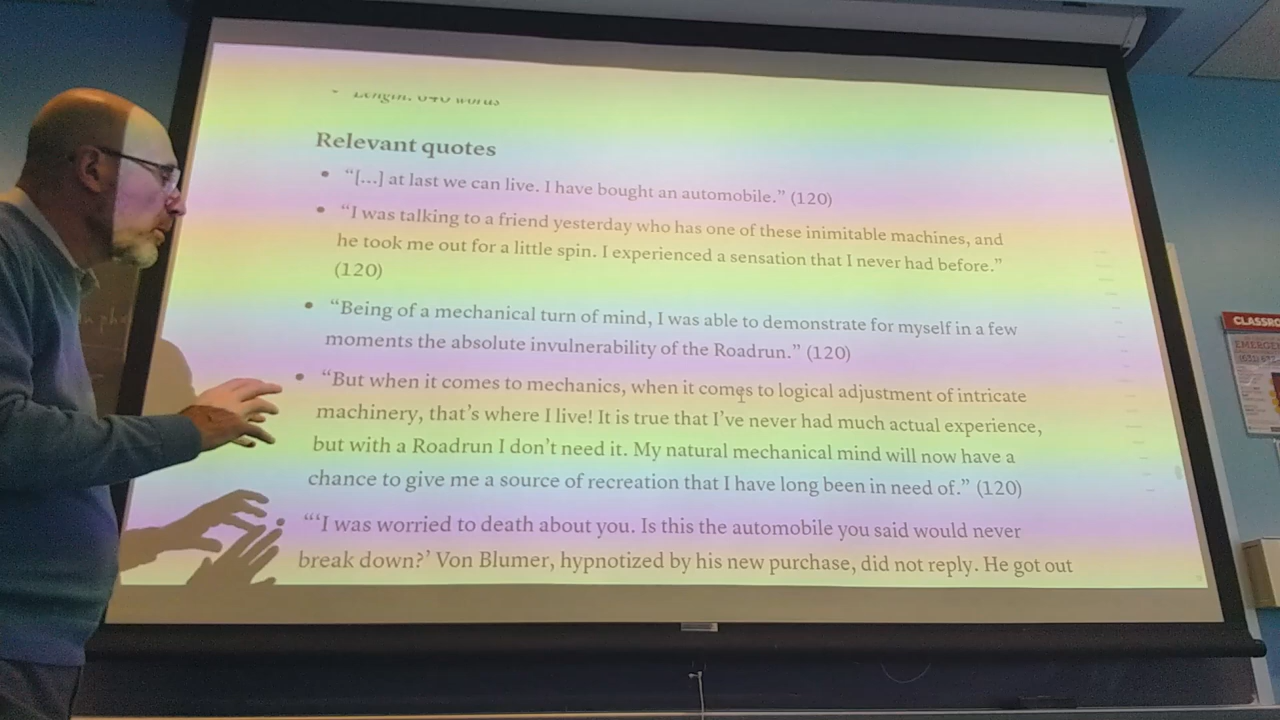 Length: 840 words
Relevant quotes
• “[…] at last we can live. I have bought an automobile.” (120)
• “I was talking to a friend yesterday who has one of these inimitable machines, and
he took me out for a little spin. I experienced a sensation that I never had before.”
(120)
• “Being of a mechanical turn of mind, I was able to demonstrate for myself in a few
moments the absolute invulnerability of the Roadrun.” (120)
• “But when it comes to mechanics, when it comes to logical adjustment of intricate
machinery, that’s where I live! It is true that I’ve never had much actual experience,
but with a Roadrun I don’t need it. My natural mechanical mind will now have a
chance to give me a source of recreation that I have long been in need of.” (120)
• “‘I was worried to death about you. Is this the automobile you said would never
break down?’ Von Blumer, hypnotized by his new purchase, did not reply. He got out